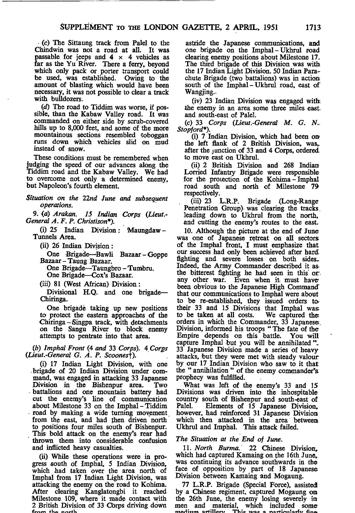 SUPPLEMENT TO THE LONDON GAZETTE, 2 APRIL, 1951 1713
(c) The Sittaung track from Palel to the
Chindwin was not a road at all. It was
passable for jeeps and 4 × 4 vehicles as
far as the Yu River. There a ferry, beyond
which only pack or porter transport could
be used, was established. Owing to the
amount of blasting which would have been
necessary, it was not possible to clear a track
with bulldozers.
(d) The road to Tiddim was worse, if pos-
sible, than the Kabaw Valley road. It was
commanded on either side by scrub-covered
hills up to 8,000 feet, and some of the more
mountainous sections resembled toboggan
runs down which vehicles slid on mud
instead of snow.
These conditions must be remembered when
judging the speed of our advances along the
Tiddim road and the Kabaw Valley. We had
to overcome not only a determined enemy,
but Napoleon's fourth element.
Situation on the 22nd June and subsequent
operations.
9. (a) Arakan. 15 Indian Corps (Lieut.-
General A. F. P. Christison*).
(i) 25 Indian Division: Maungdaw–
Tunnels Area.
(ii) 26 Indian Division:
One Brigade—Bawli Bazaar - Goppe
Bazaar - Taung Bazaar.
One Brigade—Taungbro - Tumbru.
One Brigade—Cox's Bazaar.
(iii) 81 (West African) Division:
Divisional H.Q. and one brigade—
Chiringa.
One brigade taking up new positions
to protect the eastern approaches of the
Chiringa–Singpa track, with detachments
on the Sangu River to block enemy
attempts to penetrate into that area.
(b) Imphal Front (4 and 33 Corps). 4 Corps
(Lieut.-General G. A. P. Scoones†).
(i) 17 Indian Division, with one
brigade of 20 Indian Division under com-
mand, was engaged in attacking 33 Japanese
Division in the Bishenpur area. Two
battalions and one mountain battery had
cut the enemy's line of communication
about Milestone 33 on the Imphal - Tiddim
road by making a wide turning movement
from the east, and had then driven north
to positions four miles south of Bishenpur.
This bold attack on the enemy's rear had
thrown them into considerable confusion
and inflicted heavy casualties.
(ii) While these operations were in pro-
gress south of Imphal, 5 Indian Division,
which had taken over the area north of
Imphal from 17 Indian Division, was
attacking the enemy on the road to Kohima.
After clearing Kanglatongbi it reached
Milestone 109, where it made contact with
2 British Division of 33 Corps driving down
from the north.
astride the Japanese communications, and
one brigade on the Imphal - Ukhrul road
clearing enemy positions about Milestone 17.
The third brigade of this Division was with
the 17 Indian Light Division. 50 Indian Para-
chute Brigade (two battalions) was in action
south of the Imphal - Ukhrul road, east of
Wangjing.
(iv) 23 Indian Division was engaged with
the enemy in an area some three miles east
and south-east of Palel.
(c) 33 Corps (Lieut.-General M. G. N.
Stopford*).
(i) 7 Indian Division, which had been on
the left flank of 2 British Division, was,
after the junction of 33 and 4 Corps, ordered
to move east on Ukhrul.
(ii) 2 British Division and 268 Indian
Lorried Infantry Brigade were responsible
for the protection of the Kohima - Imphal
road south and north of Milestone 79
respectively.
(iii) 23 L.R.P. Brigade (Long-Range
Penetration Group) was clearing the tracks
leading down to Ukhrul from the north,
and cutting the enemy's routes to the east.
10. Although the picture at the end of June
was one of Japanese retreat on all sectors
of the Imphal front, I must emphasize that
our success had only been achieved after hard
fighting and severe losses on both sides.
Indeed, the Army Commander described it as
the bitterest fighting he had seen in this or
any other war. Even when it must have
been obvious to the Japanese High Command
that our communications to Imphal were about
to be re-established, they issued orders to
their 33 and 15 Divisions that Imphal was
to be taken at all costs. We captured the
orders in which the Commander, 33 Japanese
Division, informed his troops “The fate of the
Empire depends on this battle. You will
capture Imphal but you will be annihilated”.
33 Japanese Division made a series of heavy
attacks, but they were met with steady valour
by our 17 Indian Division who saw to it that
the “annihilation” of the enemy commander's
prophecy was fulfilled.
What was left of the enemy's 33 and 15
Divisions was driven into the inhospitable
country south of Bishenpur and south-east of
Palel. Elements of 15 Japanese Division,
however, had reinforced 31 Japanese Division
which then attacked in the area between
Ukhrul and south-east of Palel.
The Situation at the End of June.
11. North Burma. 22 Chinese Division,
which had captured Kamaing on the 16th June,
was continuing its advance southwards in the
face of opposition by part of 18 Japanese
Division between Kamaing and Mogaung.
77 L.R.P. Brigade (Special Force), assisted
by a Chinese regiment, captured Mogaung on
the 26th June, the enemy losing severely in
men and material, which included some
medium artillery. This was a particularly fine